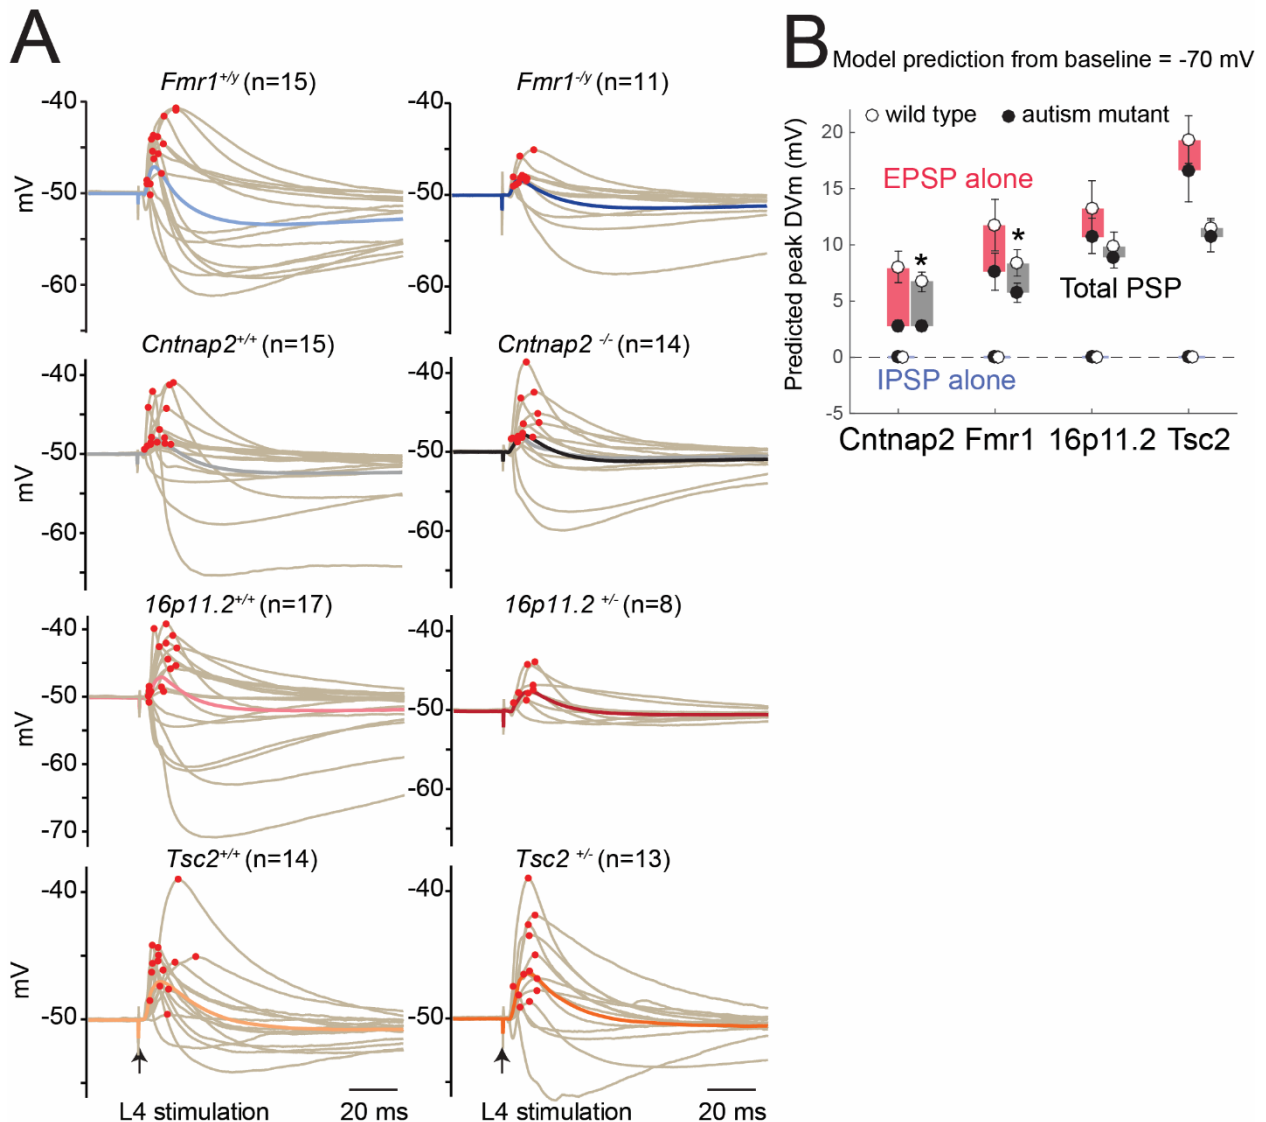 A
Fmr1+/y (n=15)
Fmr1-/y (n=11)
-40
-50
-60
mV
-40
-50
-60
Cntnap2+/+ (n=15)
Cntnap2 -/- (n=14)
-40
-50
-60
mV
-40
-50
-60
16p11.2+/+ (n=17)
16p11.2 +/- (n=8)
-40
-50
-60
-70
mV
-40
-50
-60
Tsc2+/+ (n=14)
Tsc2 +/- (n=13)
-40
-50
mV
-40
-50
L4 stimulation
20 ms
L4 stimulation
20 ms
B
Model prediction from baseline = -70 mV
wild type
autism mutant
Predicted peak DVm (mV)
20
15
10
5
0
-5
EPSP alone
*
*
Total PSP
IPSP alone
Cntnap2 Fmr1 16p11.2 Tsc2